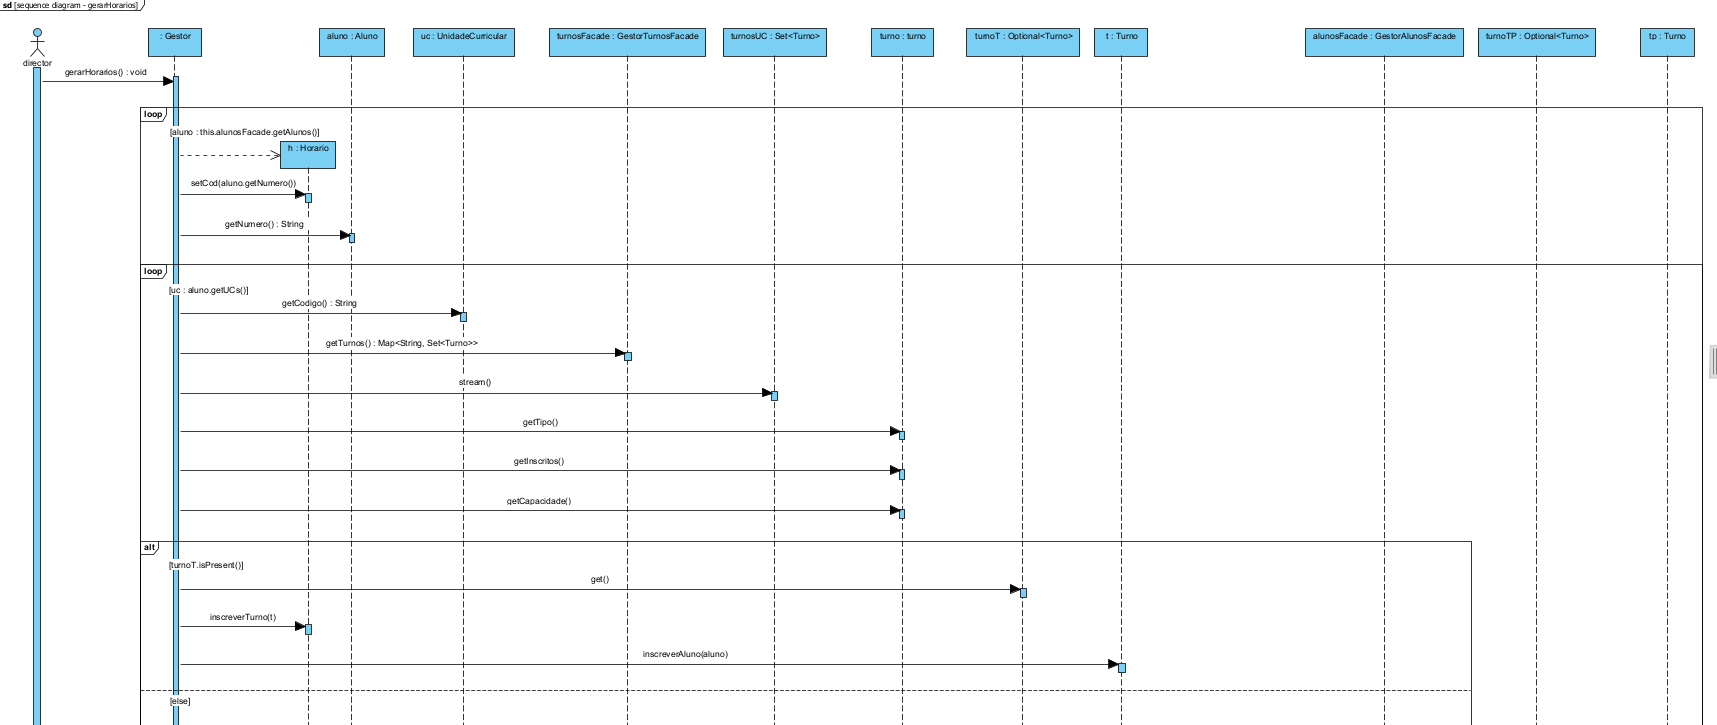 sd [sequence diagram - gerarHorarios]
director
: Gestor
aluno : Aluno
uc : UnidadeCurricular
turnosFacade : GestorTurnosFacade
turnosUC : Set<Turno>
turno : turno
turnoT : Optional<Turno>
t : Turno
alunosFacade : GestorAlunosFacade
turnoTP : Optional<Turno>
tp : Turno
gerarHorarios() : void
loop
[aluno : this.alunosFacade.getAlunos()]
h : Horario
setCod(aluno.getNumero())
getNumero() : String
loop
[uc : aluno.getUCs()]
getCodigo() : String
getTurnos() : Map<String, Set<Turno>>
stream()
getTipo()
getInscritos()
getCapacidade()
alt
[turnoT.isPresent()]
get()
inscreverTurno(t)
inscreverAluno(aluno)
[else]